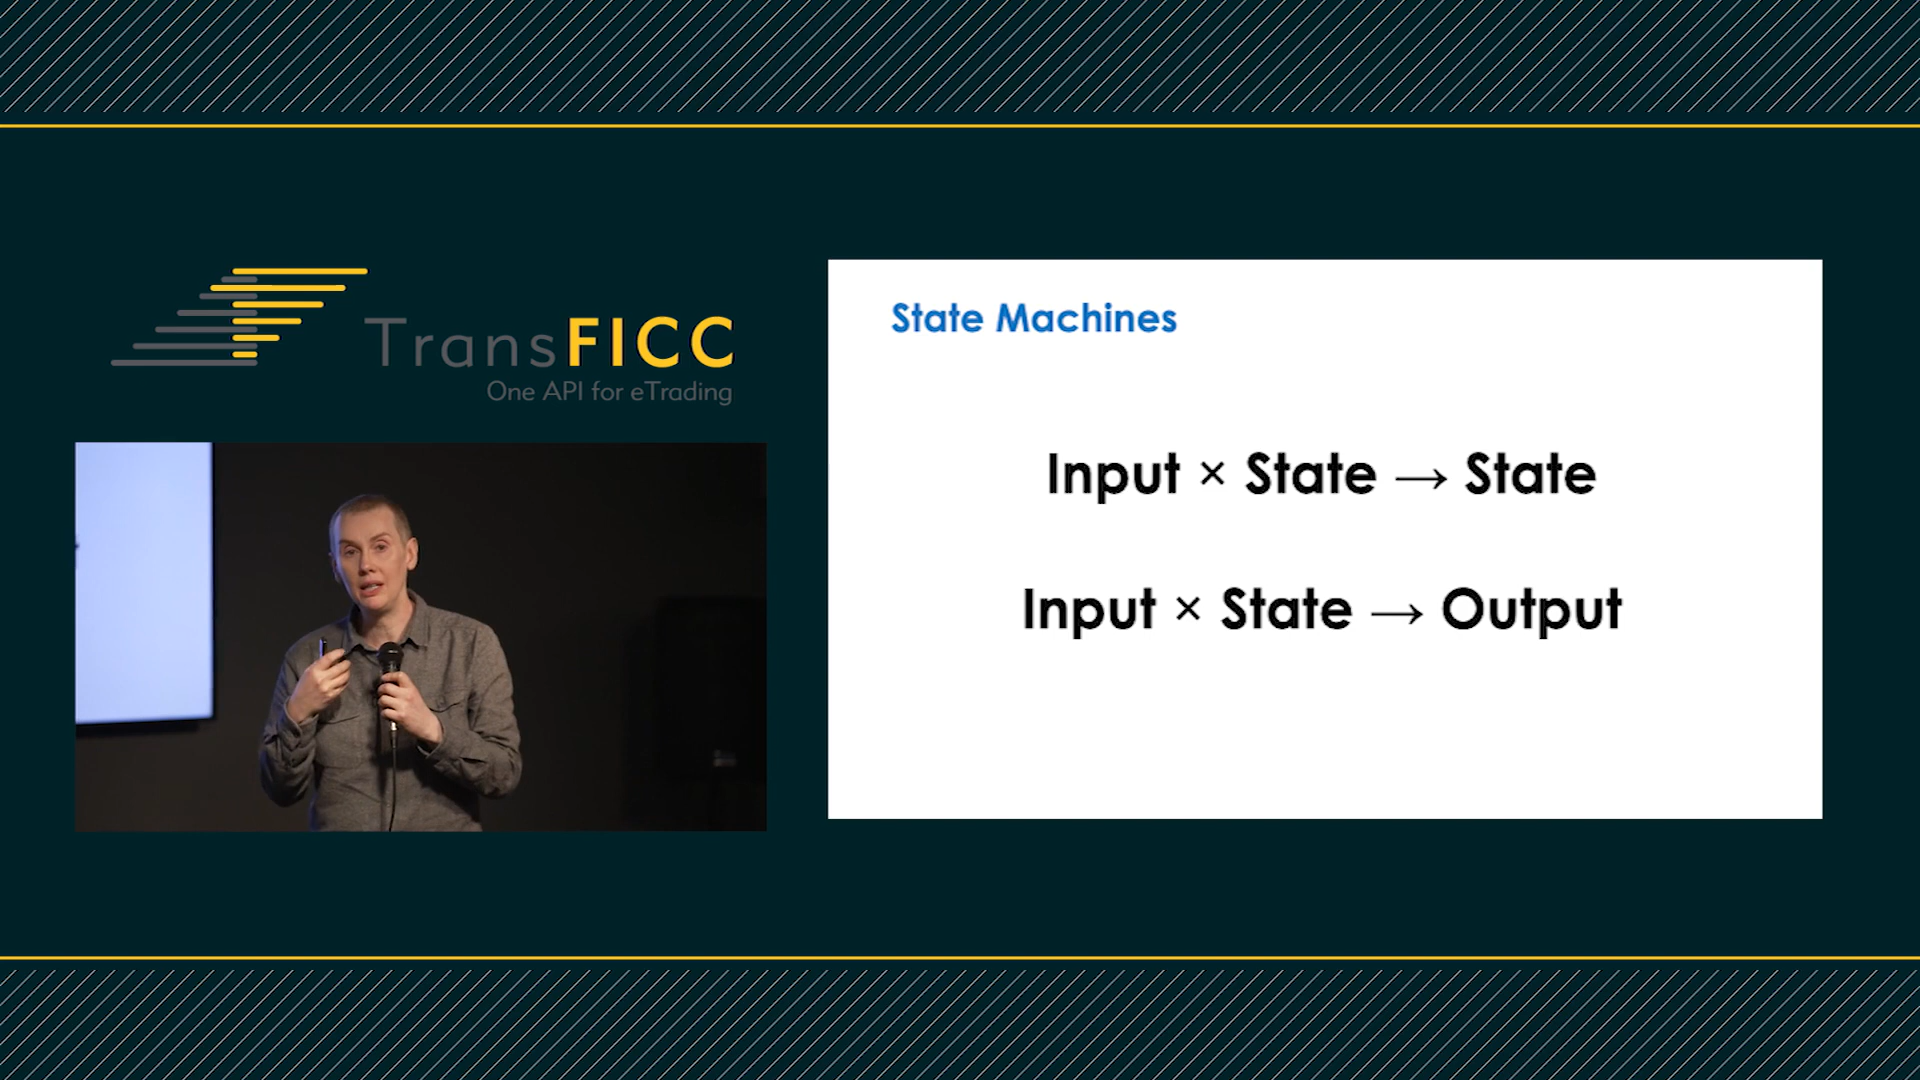 TransFICC
One API for eTrading
State Machines
Input × State → State
Input × State → Output